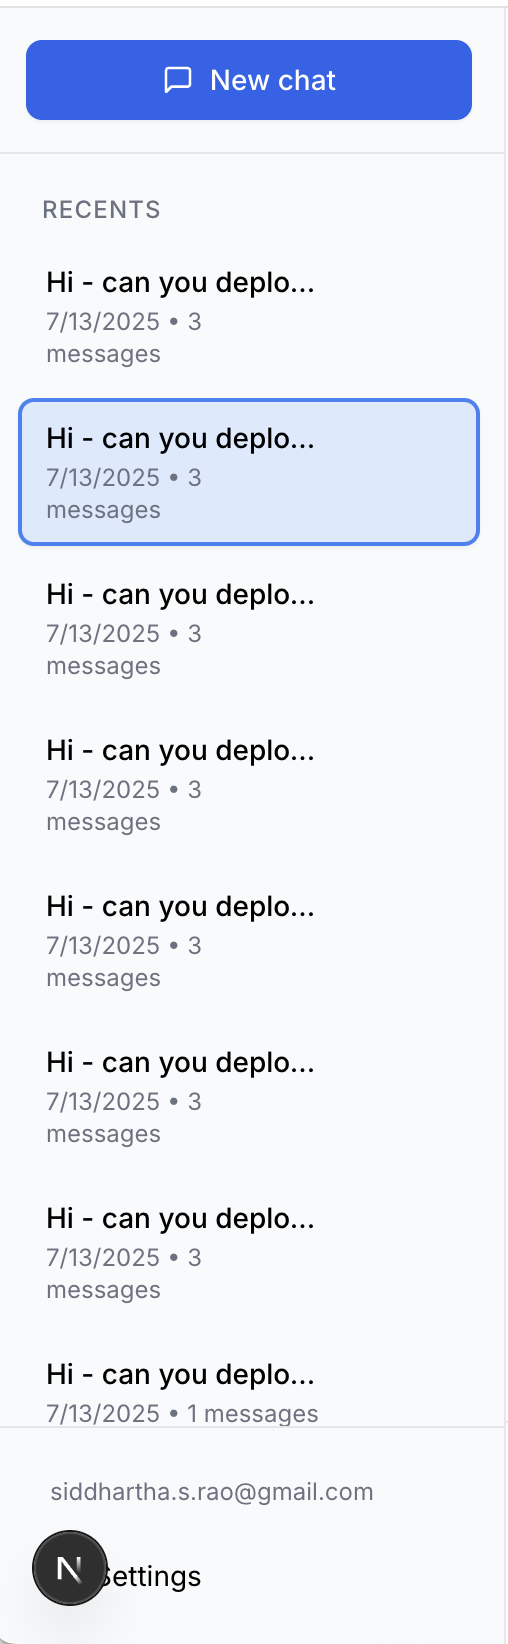 New chat
RECENTS
Hi - can you deplo...
7/13/2025 • 3
messages
Hi - can you deplo...
7/13/2025 • 3
messages
Hi - can you deplo...
7/13/2025 • 3
messages
Hi - can you deplo...
7/13/2025 • 3
messages
Hi - can you deplo...
7/13/2025 • 3
messages
Hi - can you deplo...
7/13/2025 • 3
messages
Hi - can you deplo...
7/13/2025 • 3
messages
Hi - can you deplo...
7/13/2025 • 1 messages
siddhartha.s.rao@gmail.com
N
Settings